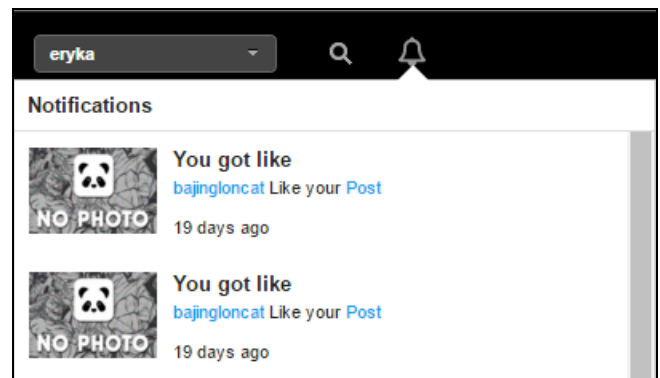 eryka
Notifications
NO PHOTO
You got like
bajingloncat Like your Post
19 days ago
NO PHOTO
You got like
bajingloncat Like your Post
19 days ago